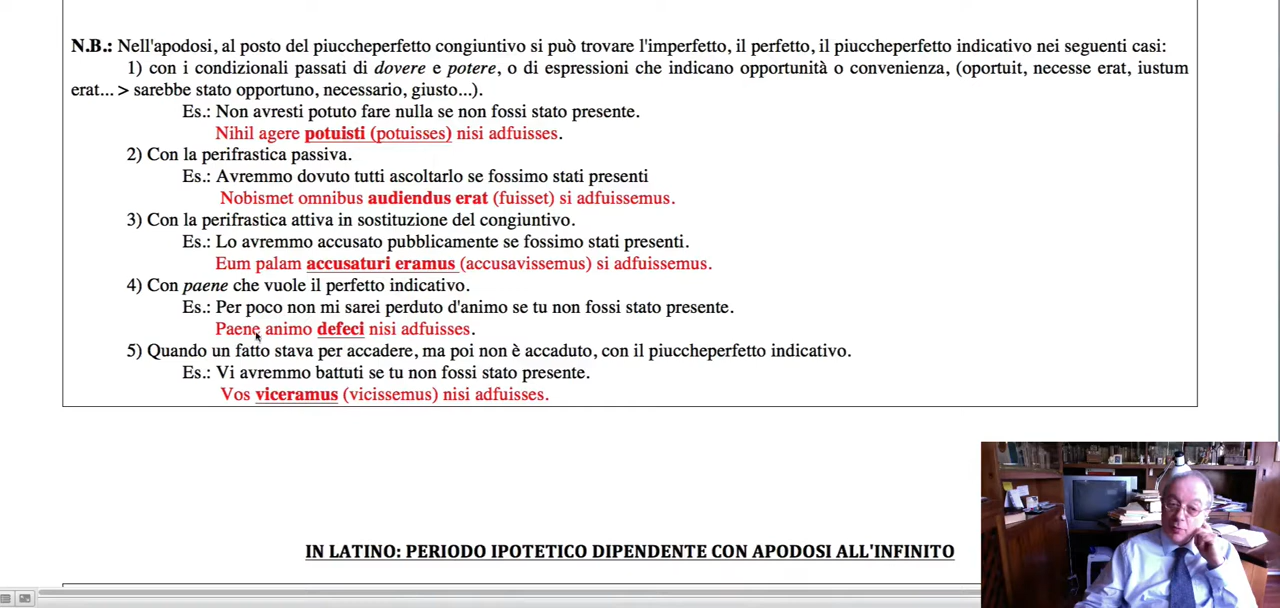 N.B.: Nell'apodosi, al posto del piuccheperfetto congiuntivo si può trovare l'imperfetto, il perfetto, il piuccheperfetto indicativo nei seguenti casi:
1) con i condizionali passati di dovere e potere, o di espressioni che indicano opportunità o convenienza, (oportuit, necesse erat, iustum
erat... > sarebbe stato opportuno, necessario, giusto...).
Es.: Non avresti potuto fare nulla se non fossi stato presente.
Nihil agere potuisti (potuisses) nisi adfuisses.
2) Con la perifrastica passiva.
Es.: Avremmo dovuto tutti ascoltarlo se fossimo stati presenti
Nobismet omnibus audiendus erat (fuisset) si adfuissemus.
3) Con la perifrastica attiva in sostituzione del congiuntivo.
Es.: Lo avremmo accusato pubblicamente se fossimo stati presenti.
Eum palam accusaturi eramus (accusavissemus) si adfuissemus.
4) Con paene che vuole il perfetto indicativo.
Es.: Per poco non mi sarei perduto d'animo se tu non fossi stato presente.
Paene animo defeci nisi adfuisses.
5) Quando un fatto stava per accadere, ma poi non è accaduto, con il piuccheperfetto indicativo.
Es.: Vi avremmo battuti se tu non fossi stato presente.
Vos viceramus (vicissemus) nisi adfuisses.
IN LATINO: PERIODO IPOTETICO DIPENDENTE CON APODOSI ALL'INFINITO